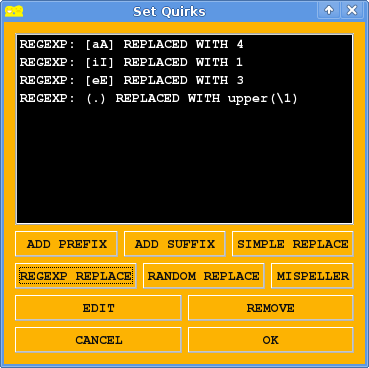 Set Quirks
REGEXP: [aA] REPLACED WITH 4
REGEXP: [iI] REPLACED WITH 1
REGEXP: [eE] REPLACED WITH 3
REGEXP: (.) REPLACED WITH upper(\1)
ADD PREFIX ADD SUFFIX SIMPLE REPLACE
REGEXP REPLACE RANDOM REPLACE MISPELLER
EDIT REMOVE
CANCEL OK